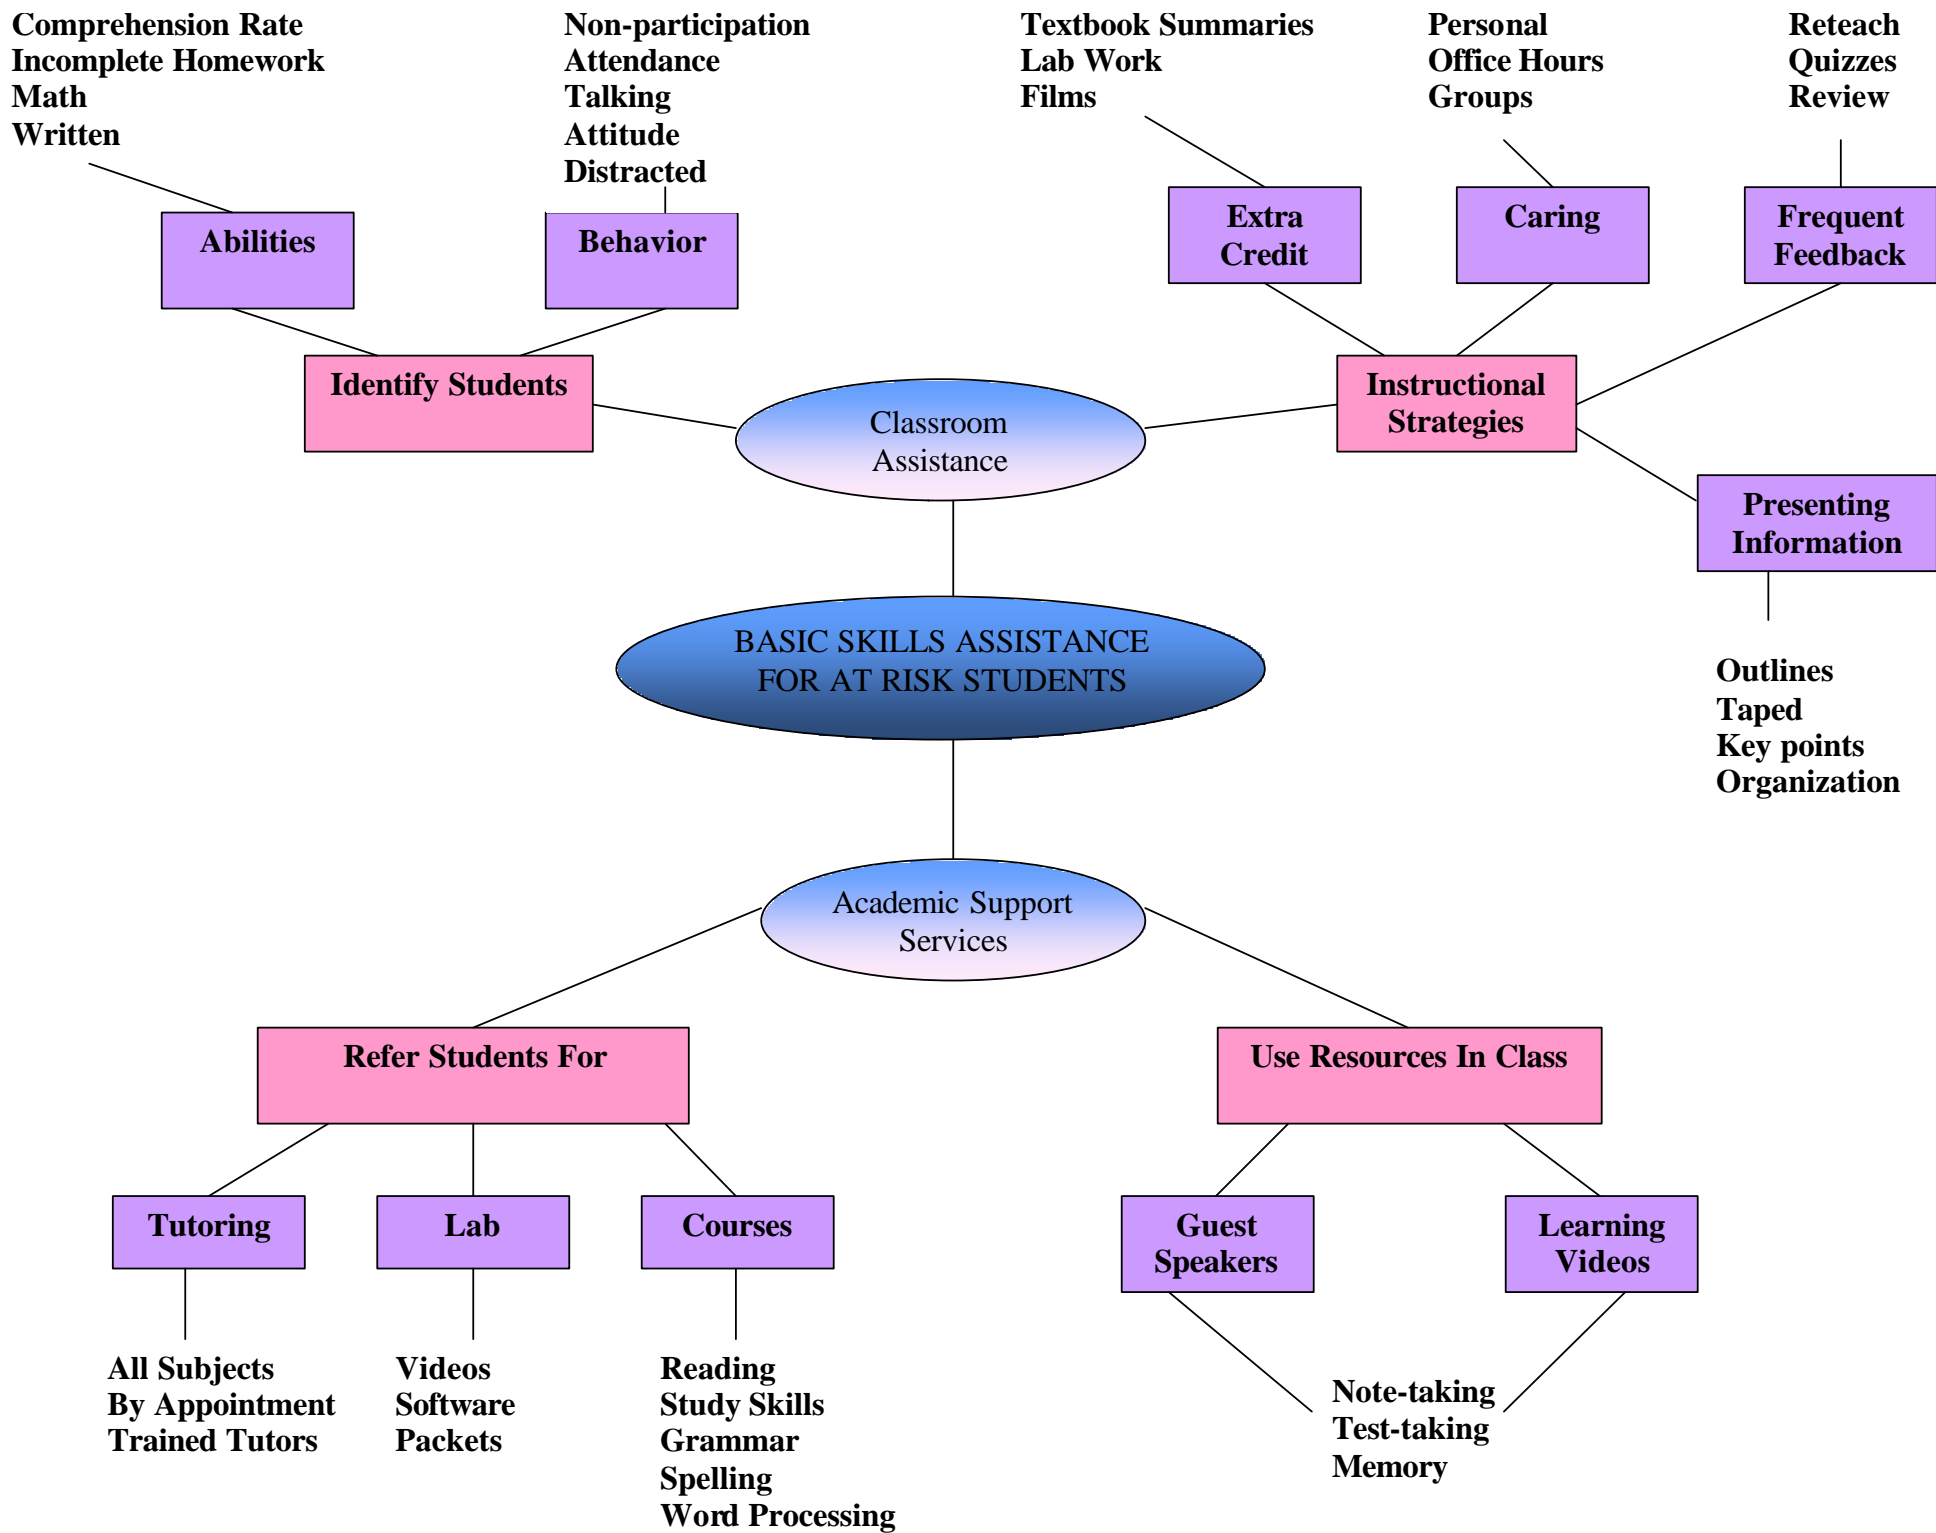 Comprehension Rate
Incomplete Homework
Math
Written
Non-participation
Attendance
Talking
Attitude
Distracted
Textbook Summaries
Lab Work
Films
Personal
Office Hours
Groups
Reteach
Quizzes
Review
Abilities
Behavior
Extra
Credit
Caring
Frequent
Feedback
Identify Students
Classroom
Assistance
Instructional
Strategies
Presenting
Information
Outlines
Taped
Key points
Organization
BASIC SKILLS ASSISTANCE
FOR AT RISK STUDENTS
Academic Support
Services
Refer Students For
Use Resources In Class
Tutoring
Lab
Courses
Guest
Speakers
Learning
Videos
All Subjects
By Appointment
Trained Tutors
Videos
Software
Packets
Reading
Study Skills
Grammar
Spelling
Word Processing
Note-taking
Test-taking
Memory